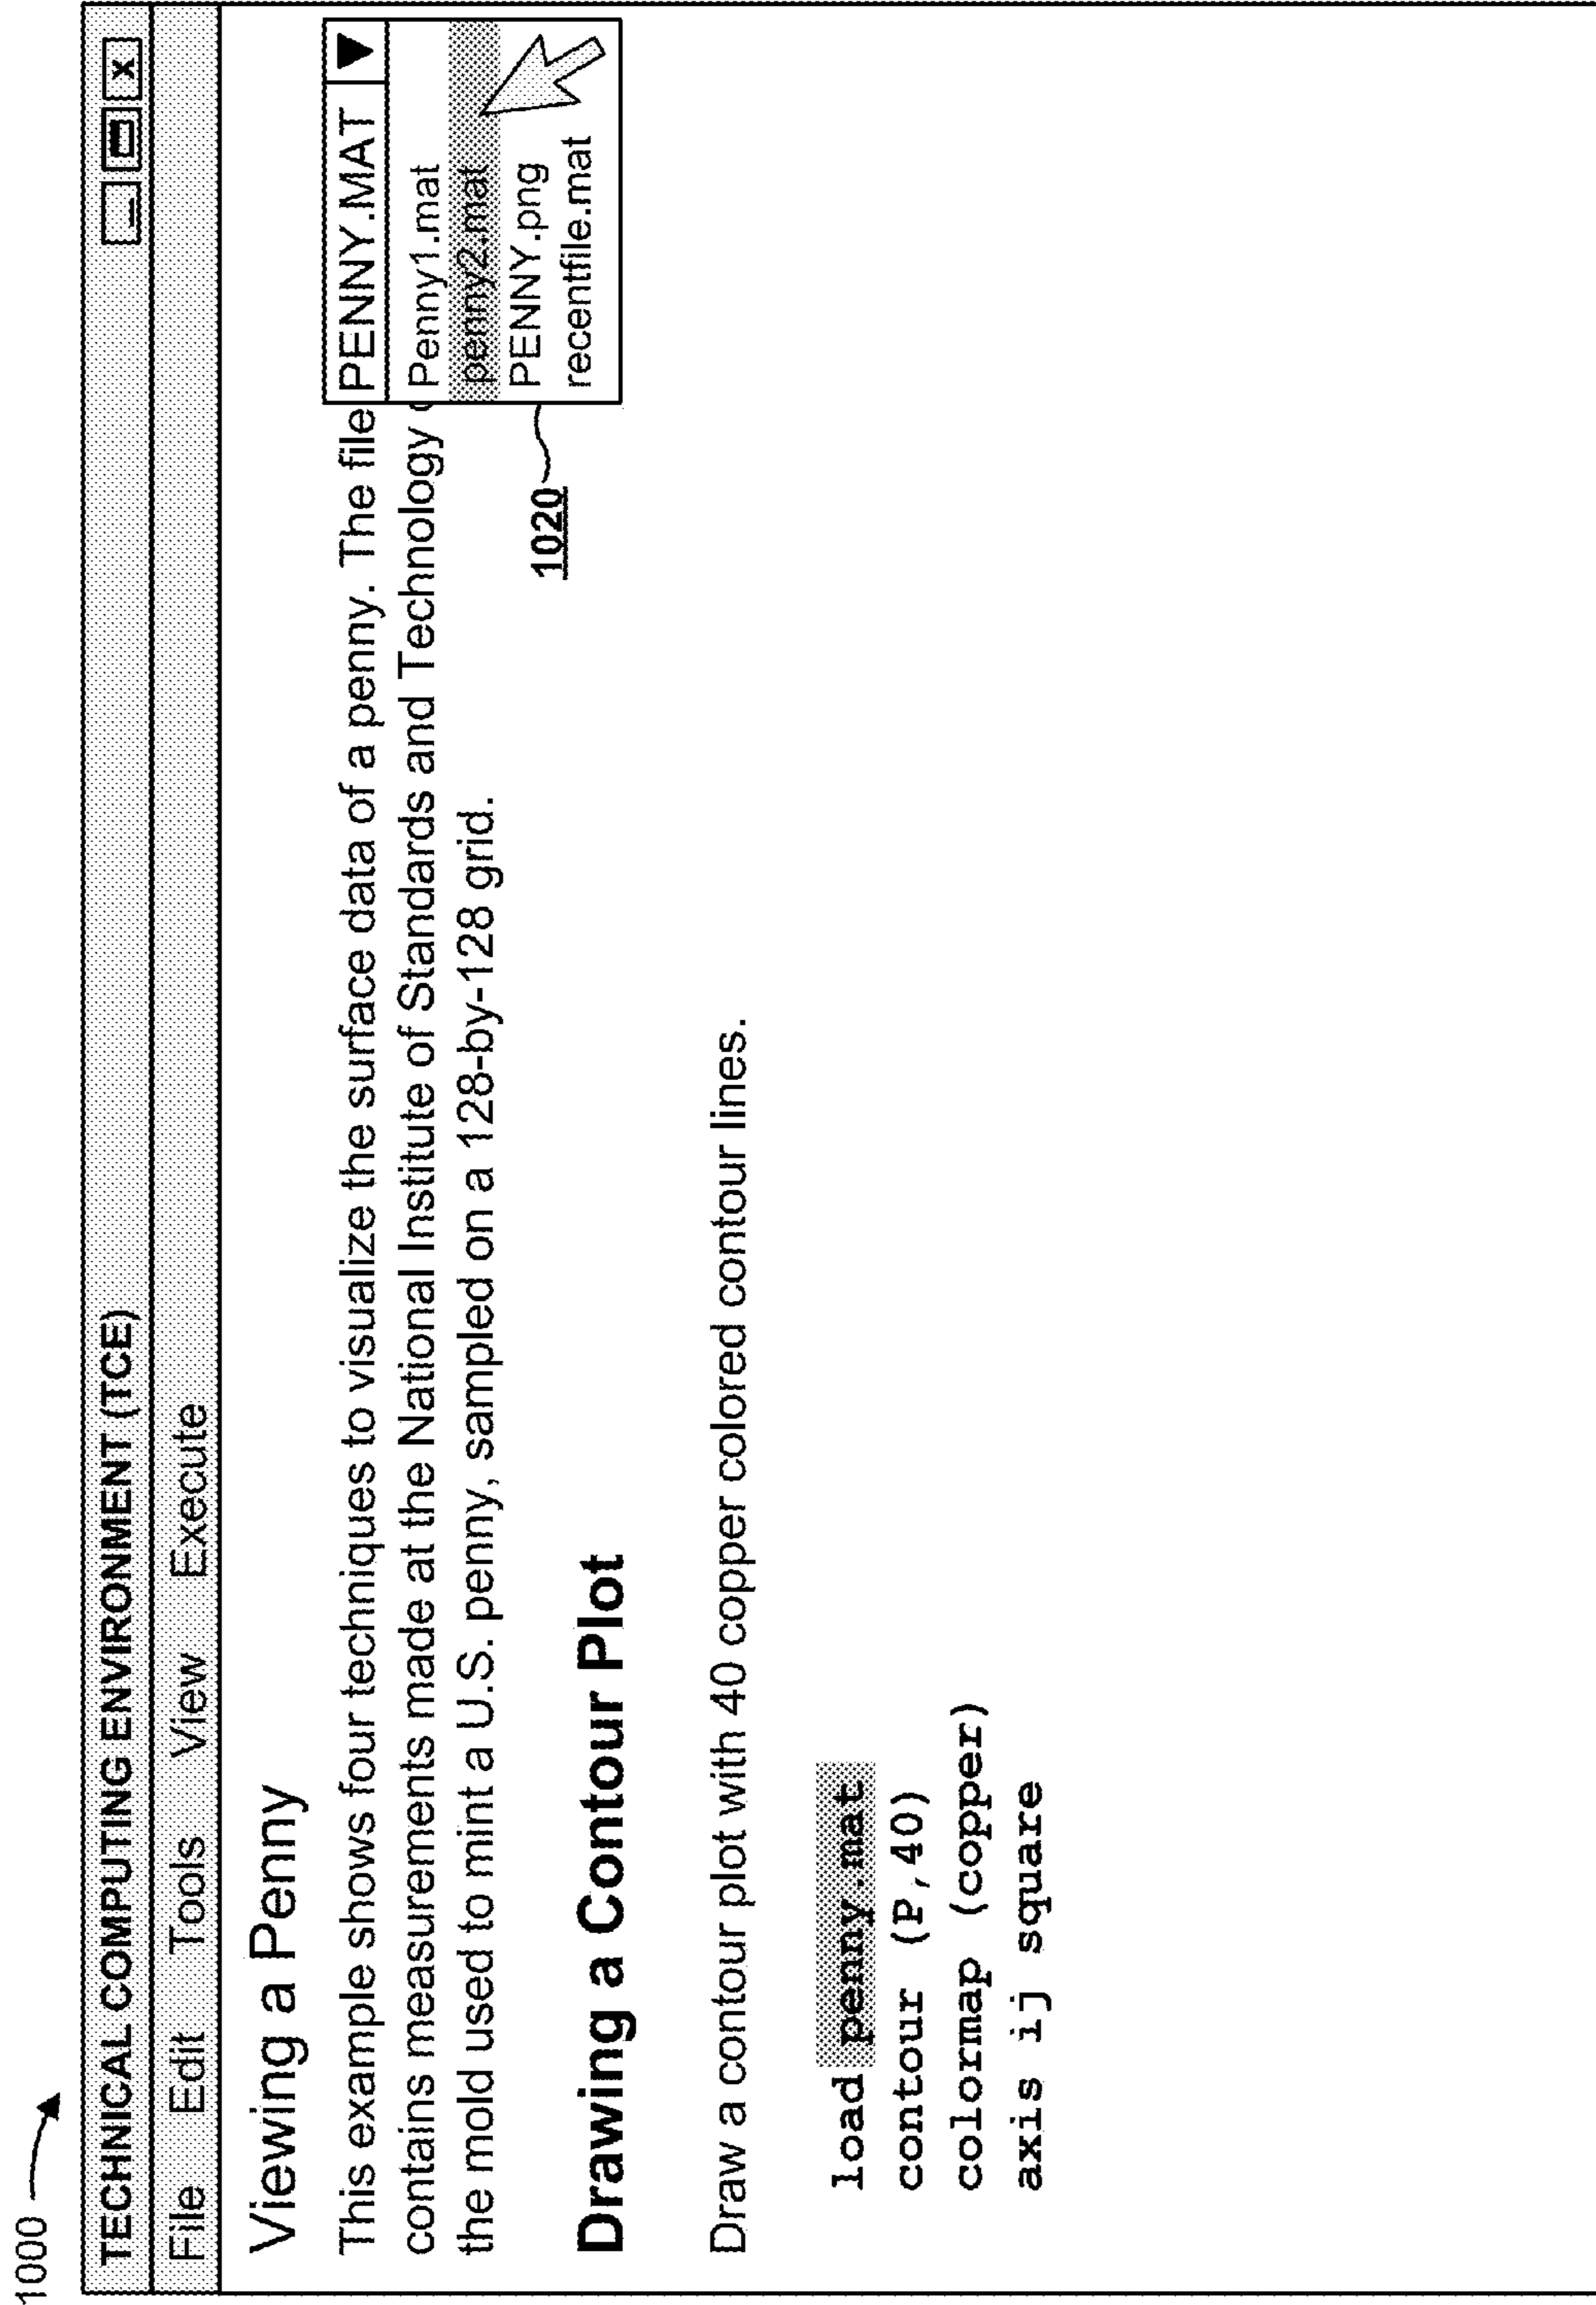 1000
TECHNICAL COMPUTING ENVIRONMENT (TCE) _ x
File Edit Tools View Execute
Viewing a Penny
This example shows four techniques to visualize the surface data of a penny. The file PENNY.MAT
contains measurements made at the National Institute of Standards and Technology
the mold used to mint a U.S. penny, sampled on a 128-by-128 grid.
Penny1.mat
penny2.mat
PENNY.png
recentfile.mat
1020
Drawing a Contour Plot
Draw a contour plot with 40 copper colored contour lines.
load penny.mat
contour (P,40)
colormap (copper)
axis ij square